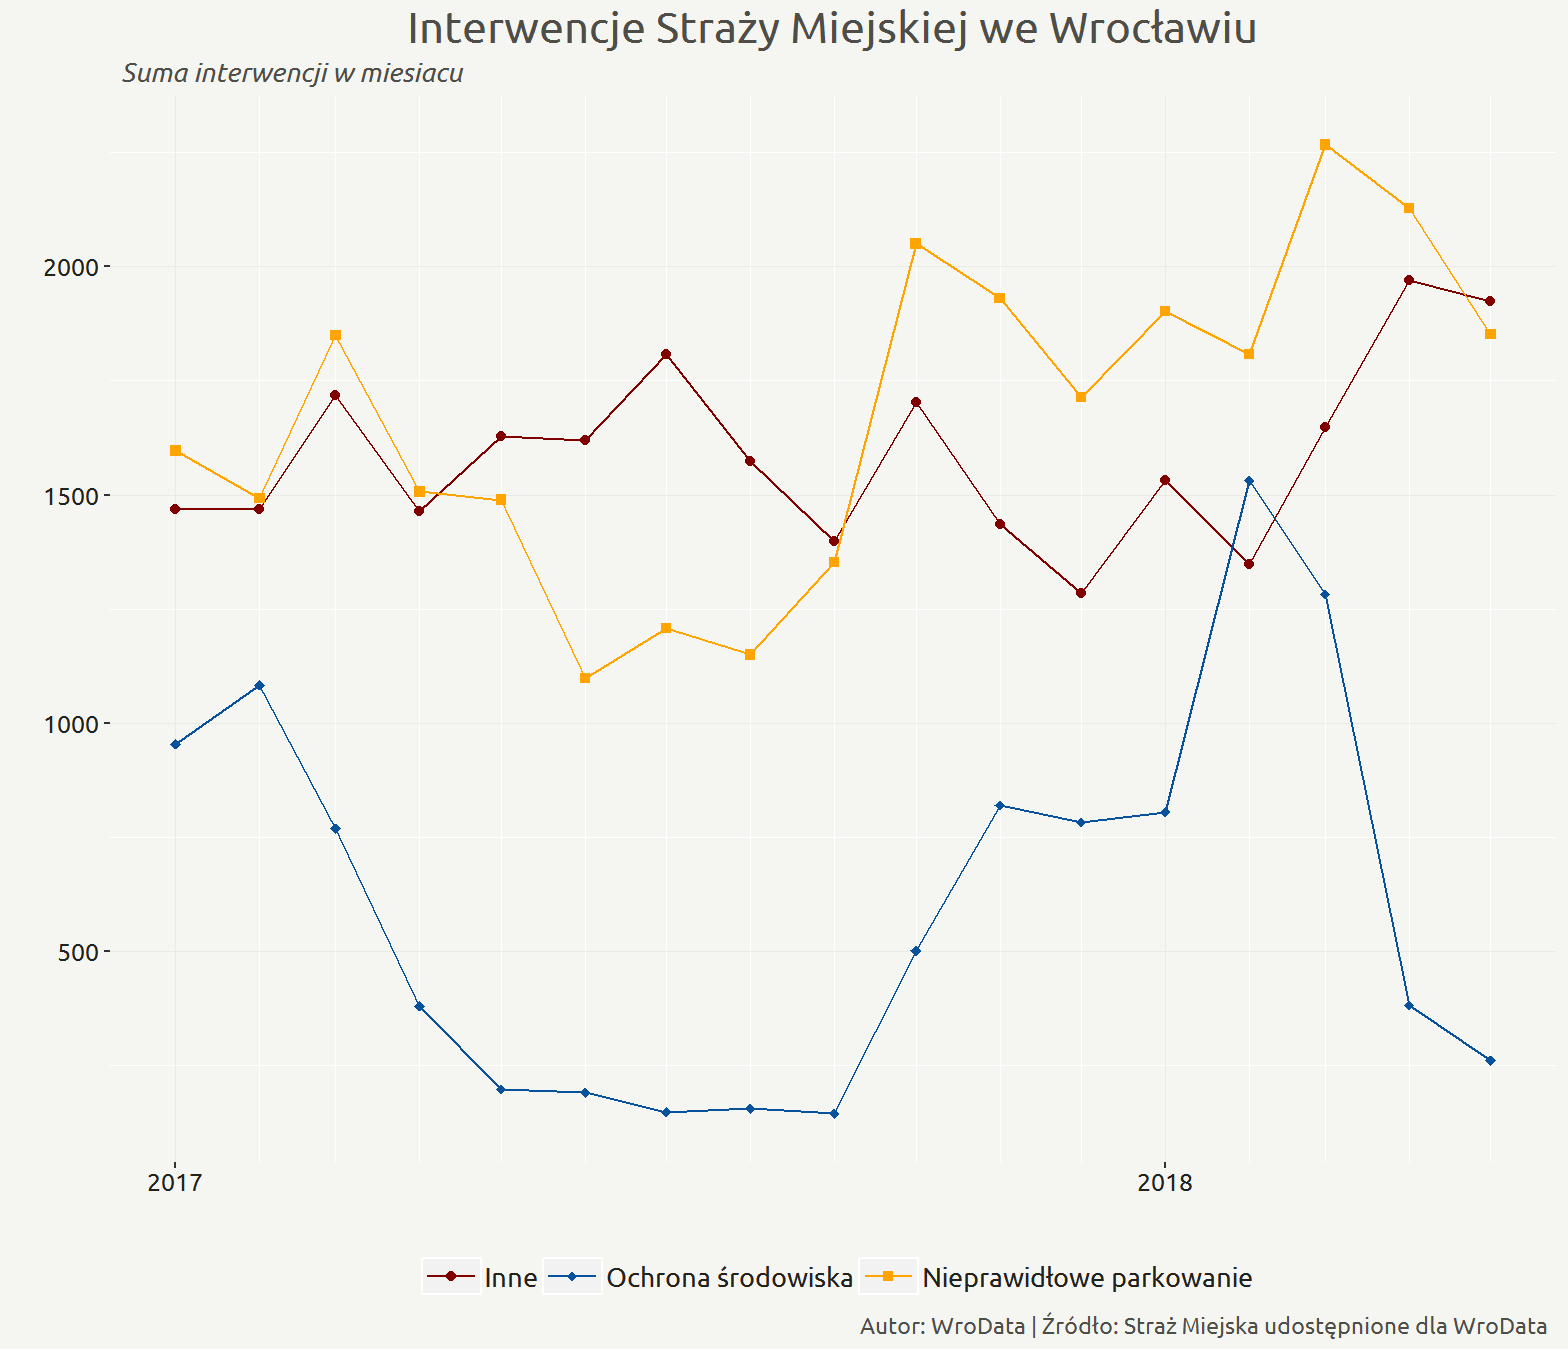 Interwencje Straży Miejskiej we Wrocławiu
Suma interwencji w miesiacu
2000
1500
1000
500
2017 2018
Inne Ochrona środowiska Nieprawidłowe parkowanie
Autor: WroData | Źródło: Straż Miejska udostępnione dla WroData